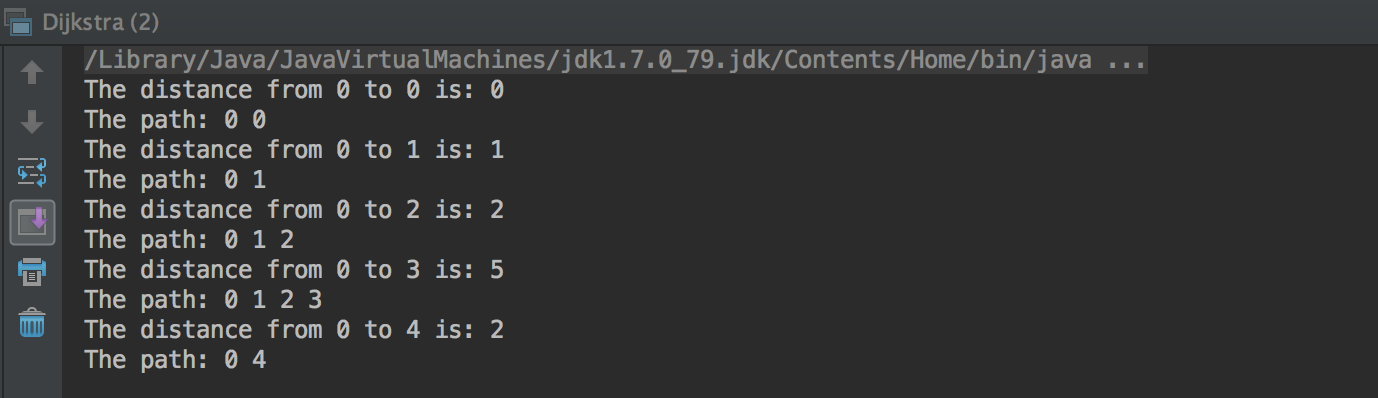 Dijkstra (2)
/Library/Java/JavaVirtualMachines/jdk1.7.0_79.jdk/Contents/Home/bin/java ...
The distance from 0 to 0 is: 0
The path: 0 0
The distance from 0 to 1 is: 1
The path: 0 1
The distance from 0 to 2 is: 2
The path: 0 1 2
The distance from 0 to 3 is: 5
The path: 0 1 2 3
The distance from 0 to 4 is: 2
The path: 0 4